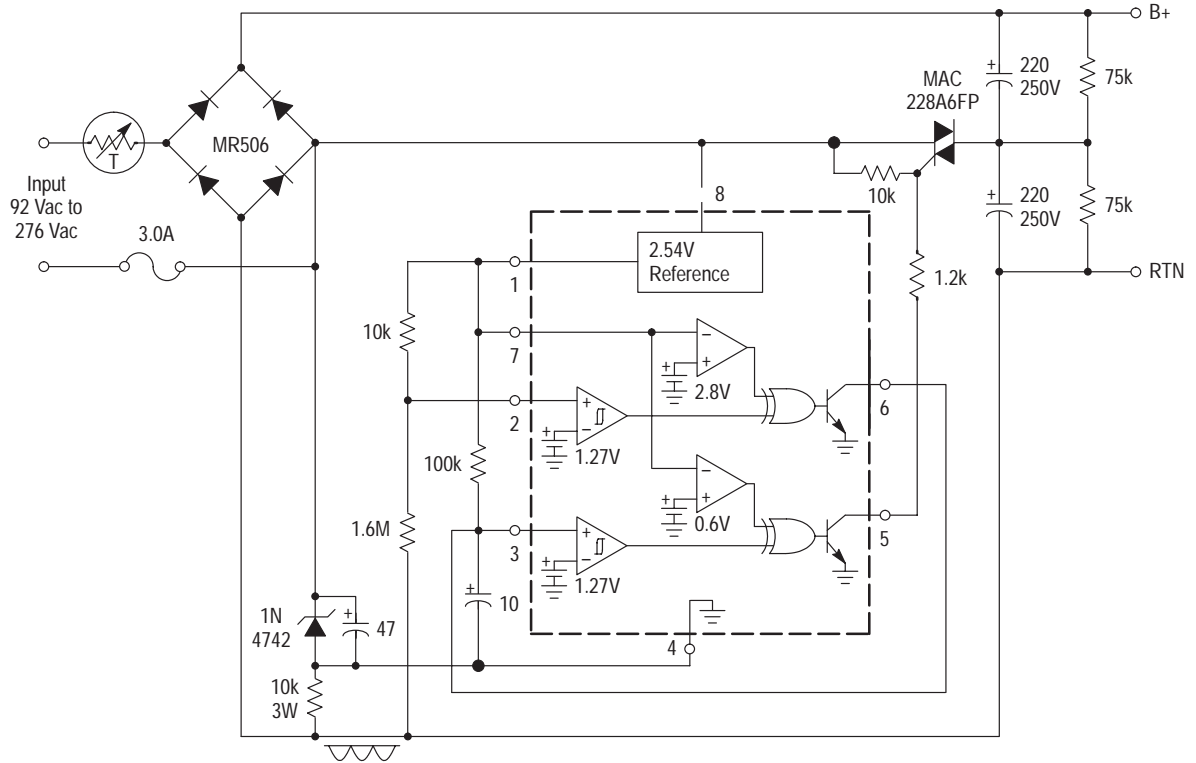 B+
220
250V
75k
MAC
228A6FP
MR506
T
Input
92 Vac to
276 Vac
3.0A
10k
8
2.54V
Reference
220
250V
75k
RTN
1.2k
1
10k
7
–
+
2.8V
6
2
+
–
1.27V
100k
–
+
0.6V
5
1.6M
3
+
–
1.27V
+
10
1N
4742
+
47
4
10k
3W